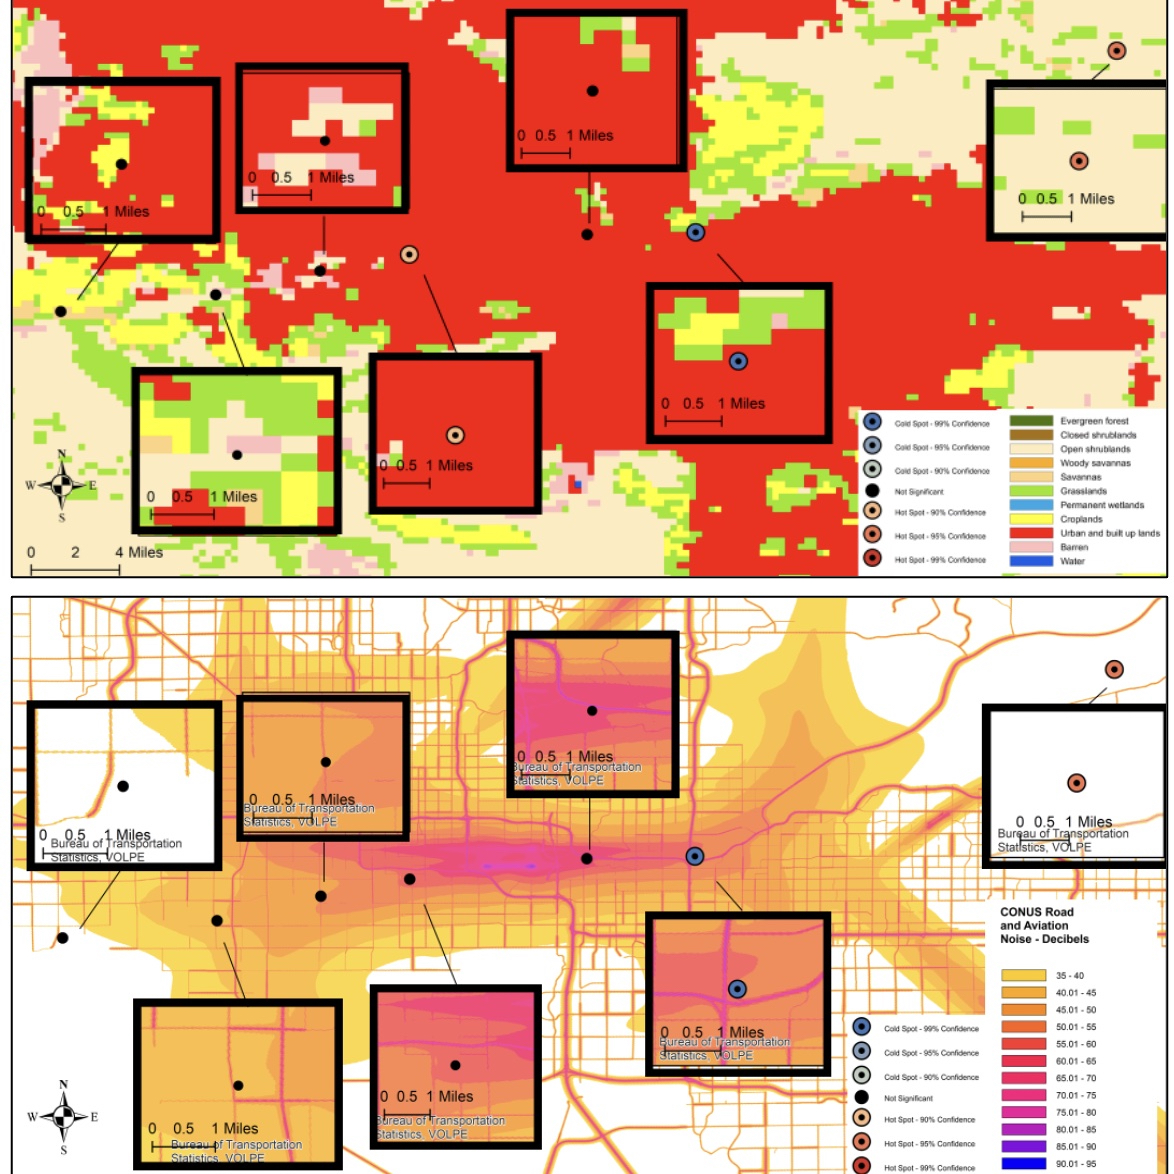 0 0.5 1 Miles
0 0.5 1 Miles
0 0.5 1 Miles
0 0.5 1 Miles
0 0.5 1 Miles
0 0.5 1 Miles
0 0.5 1 Miles
N
W E
S
0 2 4 Miles
Cold Spot - 99% Confidence
Cold Spot - 95% Confidence
Cold Spot - 90% Confidence
Not Significant
Hot Spot - 90% Confidence
Hot Spot - 95% Confidence
Hot Spot - 99% Confidence
Evergreen forest
Closed shrublands
Open shrublands
Woody savannas
Savannas
Grasslands
Permanent wetlands
Croplands
Urban and built up lands
Barren
Water
0 0.5 1 Miles
Bureau of Transportation
Statistics, VOLPE
0 0.5 1 Miles
Bureau of Transportation
Statistics, VOLPE
0 0.5 1 Miles
Bureau of Transportation
Statistics, VOLPE
0 0.5 1 Miles
Bureau of Transportation
Statistics, VOLPE
0 0.5 1 Miles
Bureau of Transportation
Statistics, VOLPE
0 0.5 1 Miles
Bureau of Transportation
Statistics, VOLPE
0 0.5 1 Miles
Bureau of Transportation
Statistics, VOLPE
N
W E
S
Cold Spot - 99% Confidence
Cold Spot - 95% Confidence
Cold Spot - 90% Confidence
Not Significant
Hot Spot - 90% Confidence
Hot Spot - 95% Confidence
Hot Spot - 99% Confidence
CONUS Road
and Aviation
Noise - Decibels
35 - 40
40.01 - 45
45.01 - 50
50.01 - 55
55.01 - 60
60.01 - 65
65.01 - 70
70.01 - 75
75.01 - 80
80.01 - 85
85.01 - 90
90.01 - 95